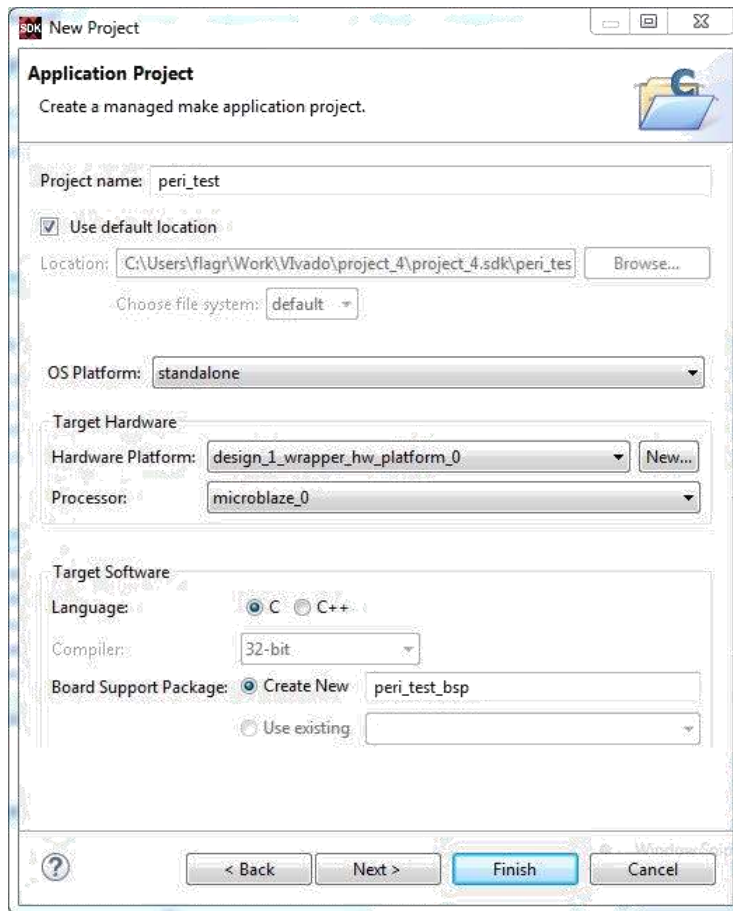 SDK New Project
Application Project
Create a managed make application project.
Project name: peri_test
Use default location
Location: C:\Users\flagr\Work\VIvado\project_4\project_4.sdk\peri_tes Browse...
Choose file system: default
OS Platform: standalone
Target Hardware
Hardware Platform: design_1_wrapper_hw_platform_0 New...
Processor: microblaze_0
Target Software
Language: C C++
Compiler: 32-bit
Board Support Package: Create New peri_test_bsp
Use existing
? < Back Next > Finish Cancel